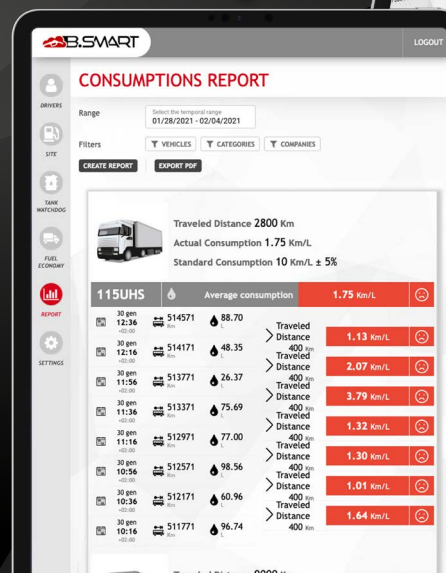 B.SMART
LOGOUT
CONSUMPTIONS REPORT
DRIVERS
SITE
TANK WATCHDOG
FUEL ECONOMY
REPORT
SETTINGS
Range
Select the temporal range
01/28/2021 - 02/04/2021
Filters
VEHICLES
CATEGORIES
COMPANIES
CREATE REPORT
EXPORT PDF
Traveled Distance 2800 Km
Actual Consumption 1.75 Km/L
Standard Consumption 10 Km/L ± 5%
115UHS Average consumption 1.75 Km/L
30 gen 12:36 +02:00 514571 Km 88.70 L
Traveled Distance 400 Km 1.13 Km/L
30 gen 12:16 +02:00 514171 Km 48.35 L
Traveled Distance 400 Km 2.07 Km/L
30 gen 11:56 +02:00 513771 Km 26.37 L
Traveled Distance 400 Km 3.79 Km/L
30 gen 11:36 +02:00 513371 Km 75.69 L
Traveled Distance 400 Km 1.32 Km/L
30 gen 11:16 +02:00 512971 Km 77.00 L
Traveled Distance 400 Km 1.30 Km/L
30 gen 10:56 +02:00 512571 Km 98.56 L
Traveled Distance 400 Km 1.01 Km/L
30 gen 10:36 +02:00 512171 Km 60.96 L
Traveled Distance 400 Km 1.64 Km/L
30 gen 10:16 +02:00 511771 Km 96.74 L